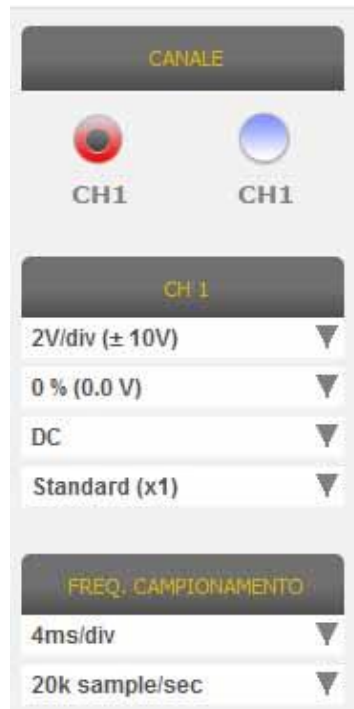 CANALE
CH1 CH1
CH 1
2V/div (± 10V)
0 % (0.0 V)
DC
Standard (x1)
FREQ. CAMPIONAMENTO
4ms/div
20k sample/sec